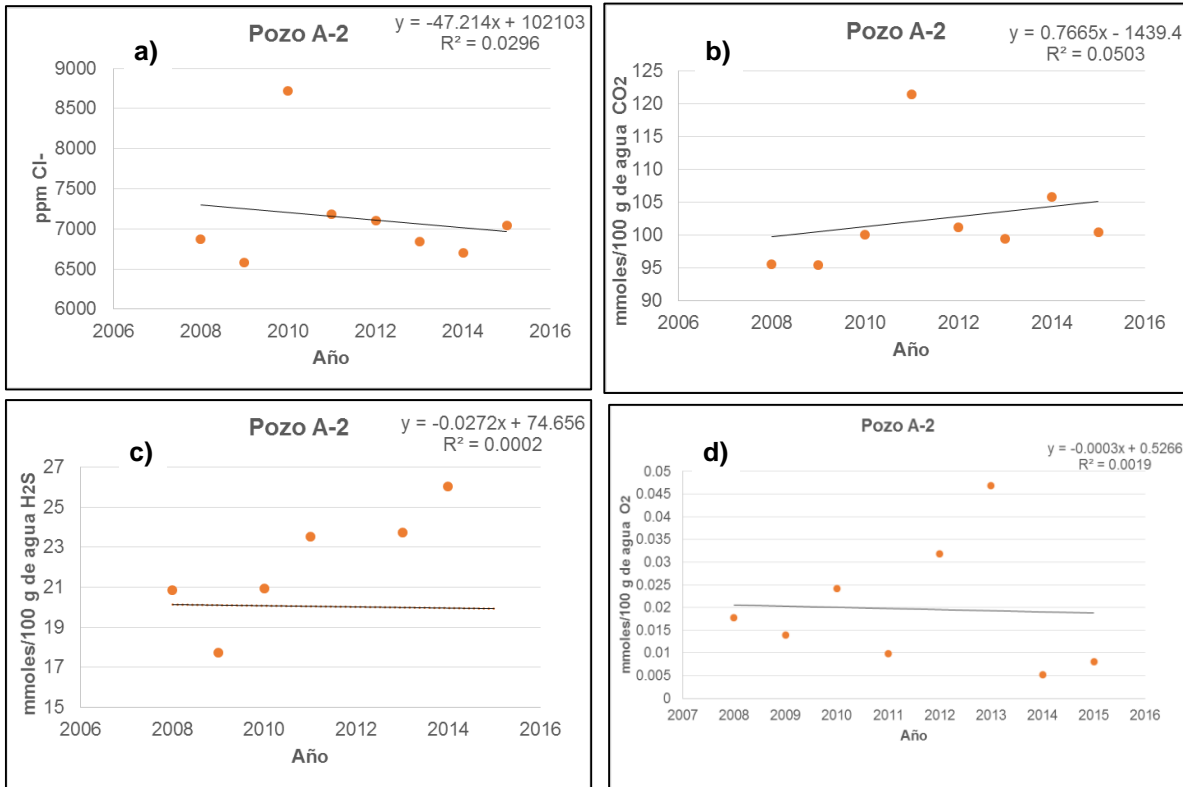 a)
Pozo A-2
y = -47.214x + 102103
R² = 0.0296
ppm Cl-
9000
8500
8000
7500
7000
6500
6000
2006 2008 2010 2012 2014 2016
Año
b)
Pozo A-2
y = 0.7665x - 1439.4
R² = 0.0503
mmoles/100 g de agua CO2
125
120
115
110
105
100
95
90
2006 2008 2010 2012 2014 2016
Año
c)
Pozo A-2
y = -0.0272x + 74.656
R² = 0.0002
mmoles/100 g de agua H2S
27
25
23
21
19
17
15
2006 2008 2010 2012 2014 2016
Año
d)
Pozo A-2
y = -0.0003x + 0.5266
R² = 0.0019
mmoles/100 g de agua O2
0.05
0.045
0.04
0.035
0.03
0.025
0.02
0.015
0.01
0.005
0
2007 2008 2009 2010 2011 2012 2013 2014 2015 2016
Año